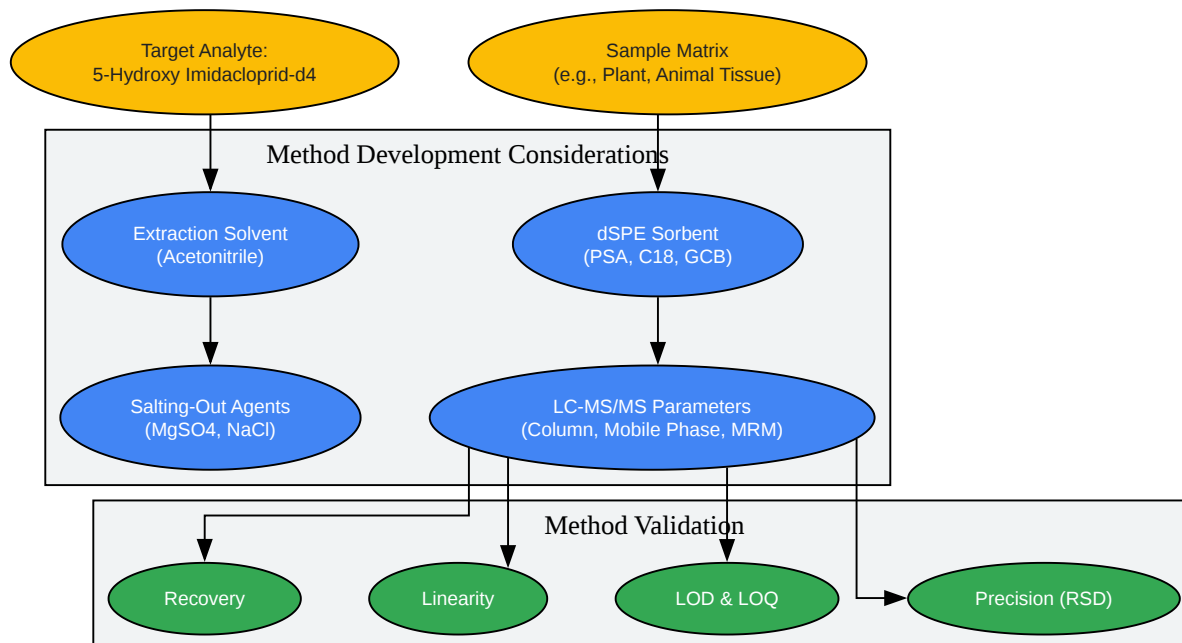 Target Analyte:
5-Hydroxy Imidacloprid-d4
Sample Matrix
(e.g., Plant, Animal Tissue)
Method Development Considerations
Extraction Solvent
(Acetonitrile)
dSPE Sorbent
(PSA, C18, GCB)
Salting-Out Agents
(MgSO4, NaCl)
LC-MS/MS Parameters
(Column, Mobile Phase, MRM)
Method Validation
Recovery
Linearity
LOD & LOQ
Precision (RSD)